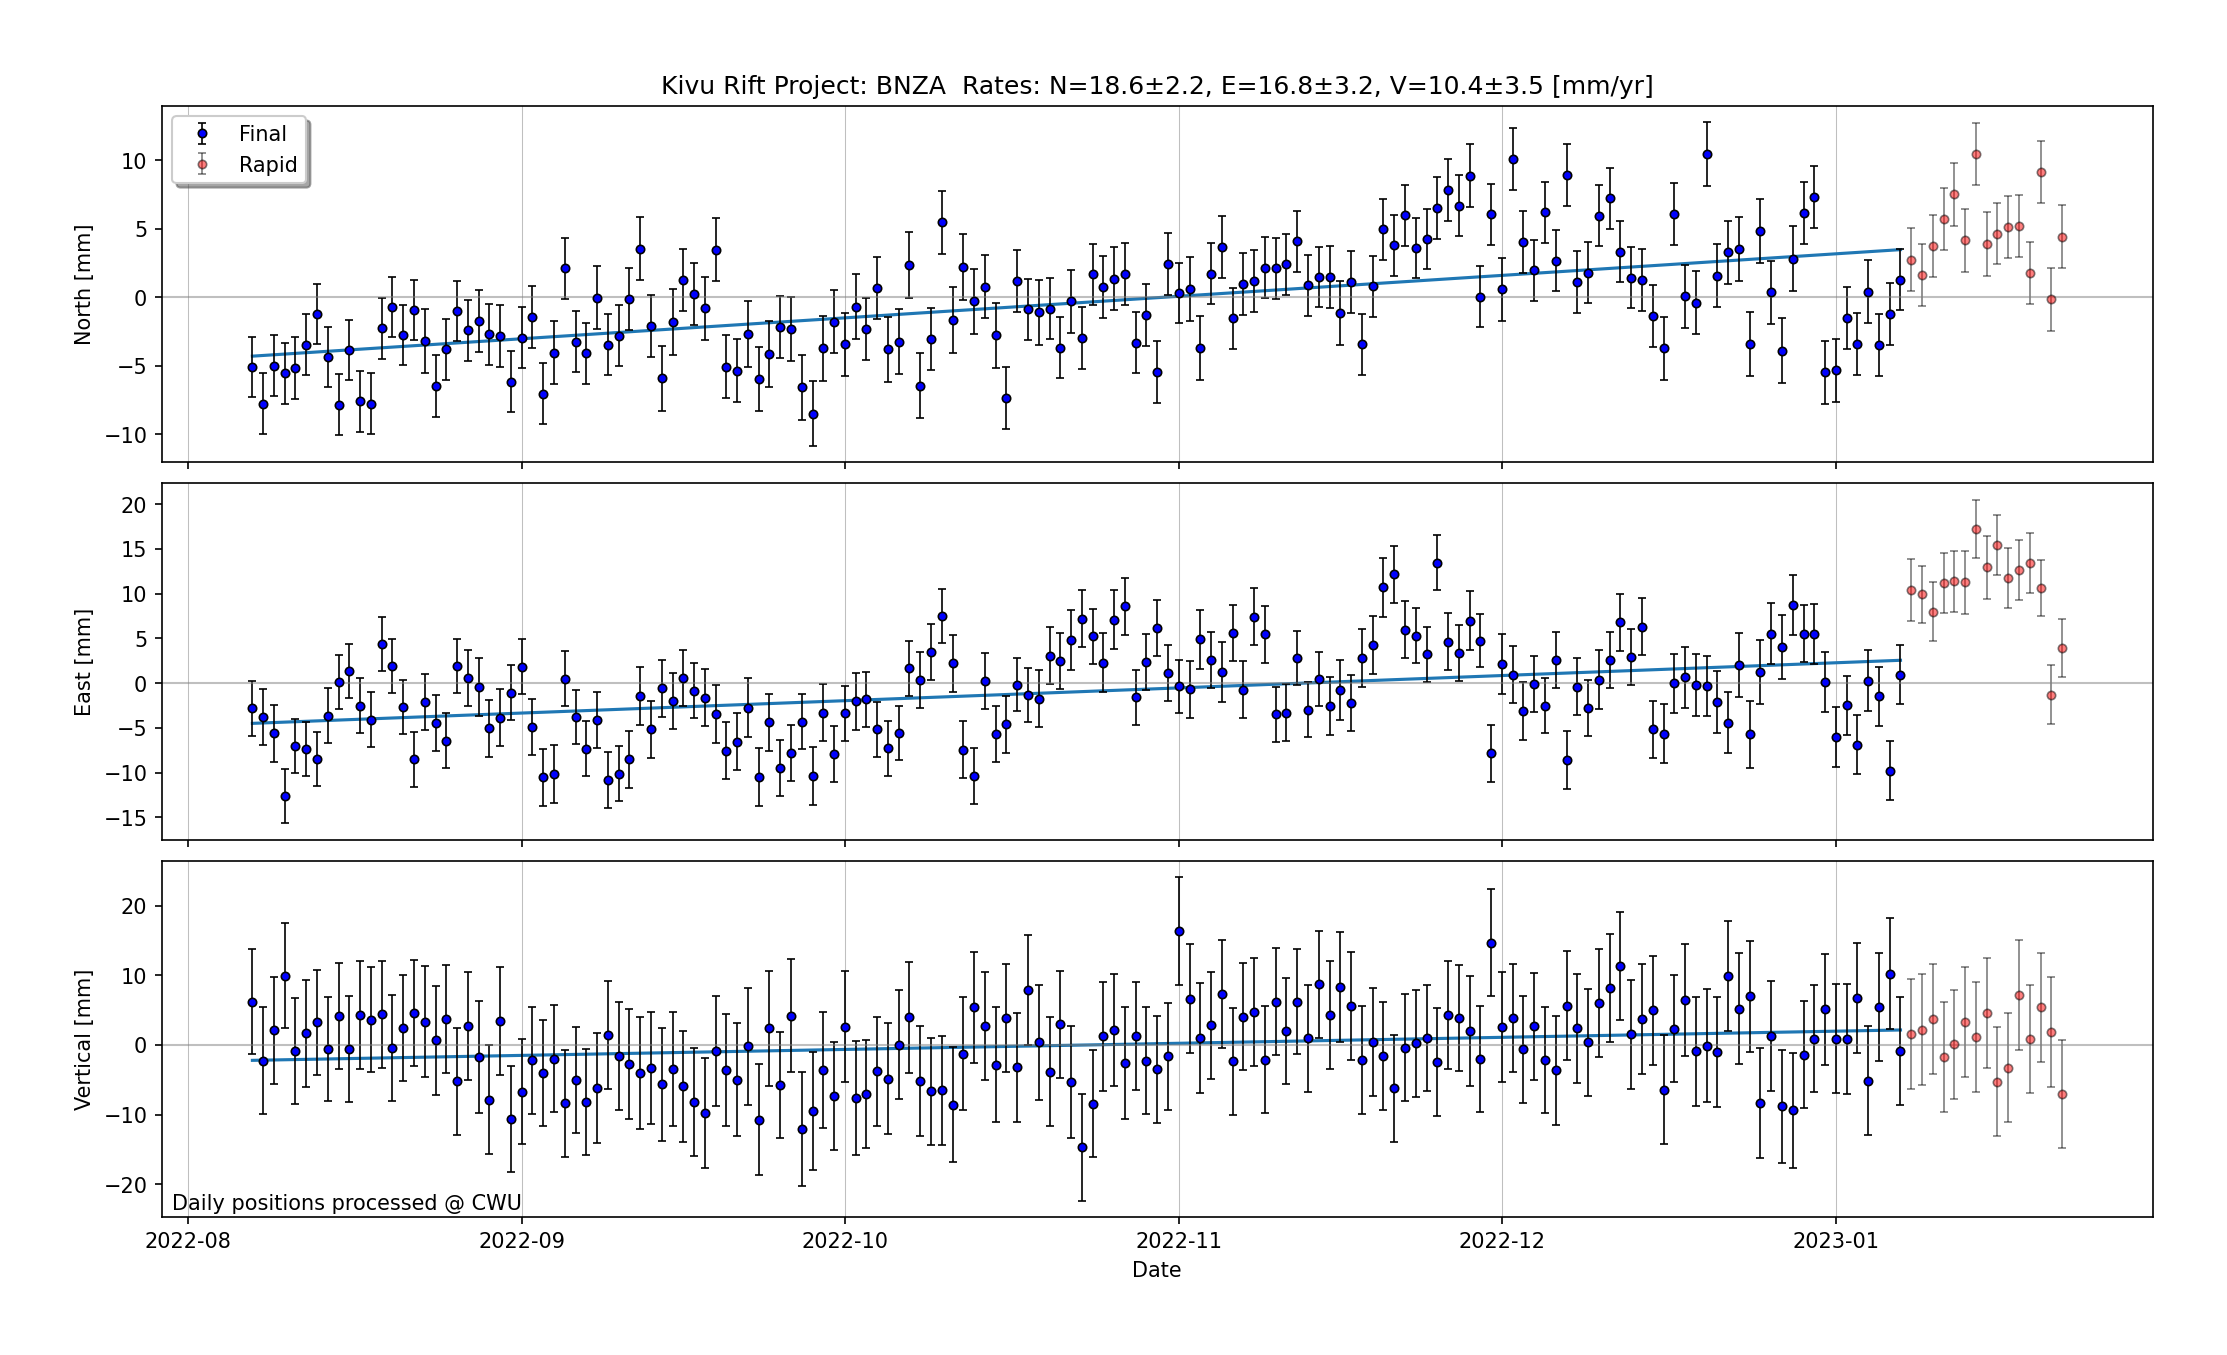 Kivu Rift Project: BNZA  Rates: N=18.6±2.2, E=16.8±3.2, V=10.4±3.5 [mm/yr]
Final
Rapid
North [mm]
10
5
0
−5
−10
East [mm]
20
15
10
5
0
−5
−10
−15
Vertical [mm]
20
10
0
−10
−20
Daily positions processed @ CWU
2022-08 2022-09 2022-10 2022-11 2022-12 2023-01
Date